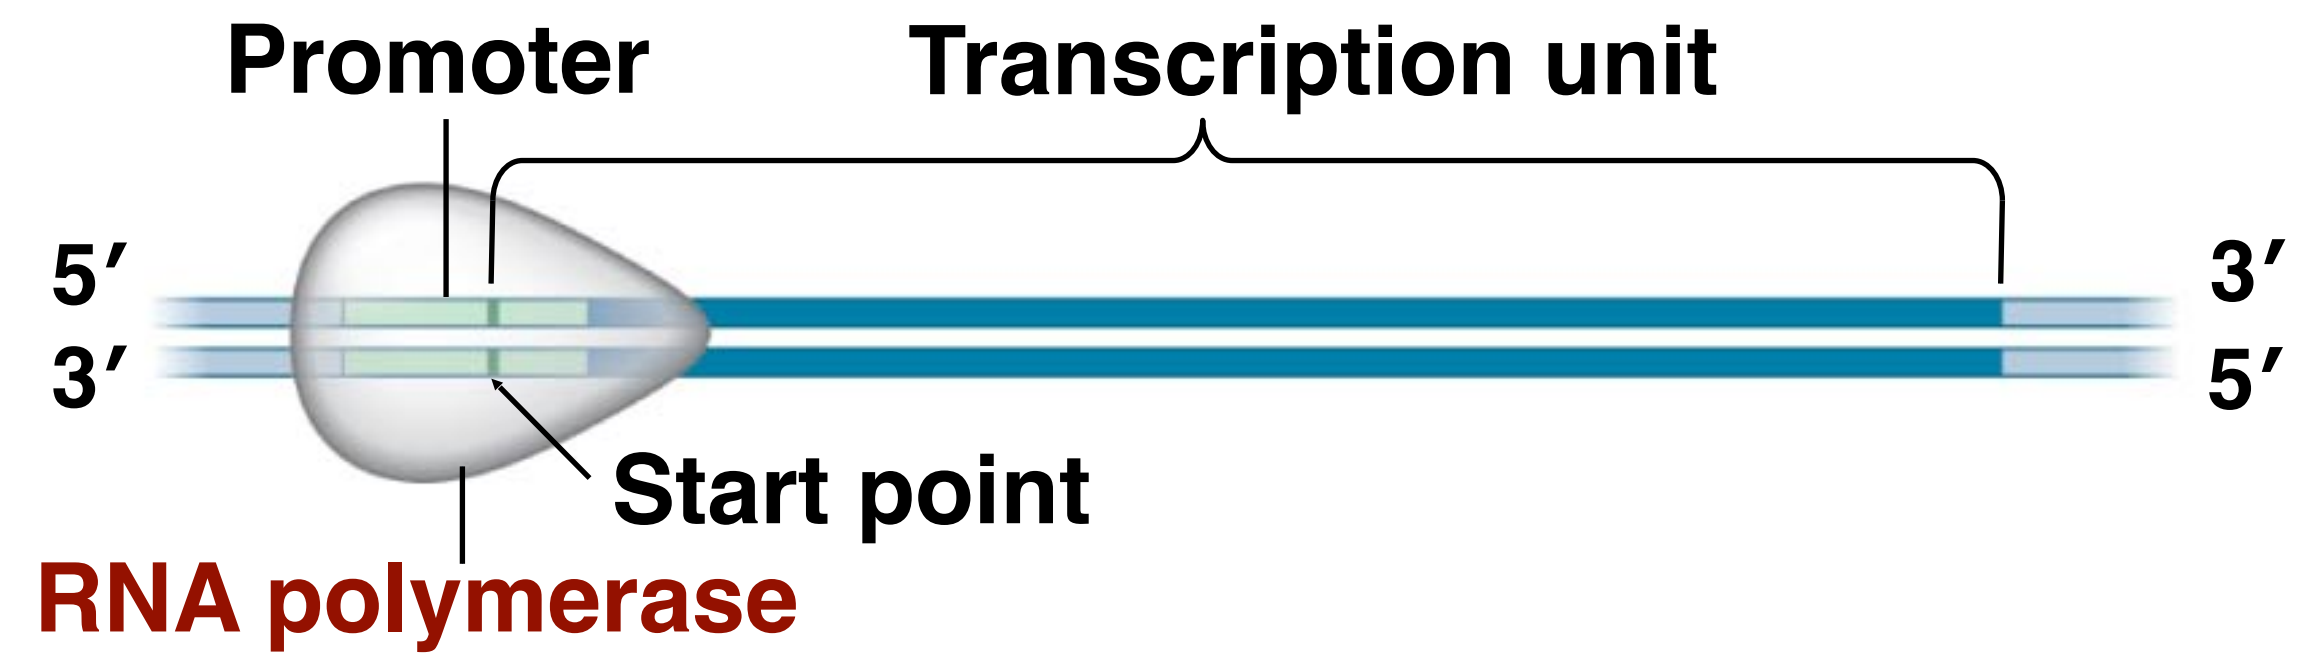 Promoter
Transcription unit
5′
3′
3′
5′
Start point
RNA polymerase